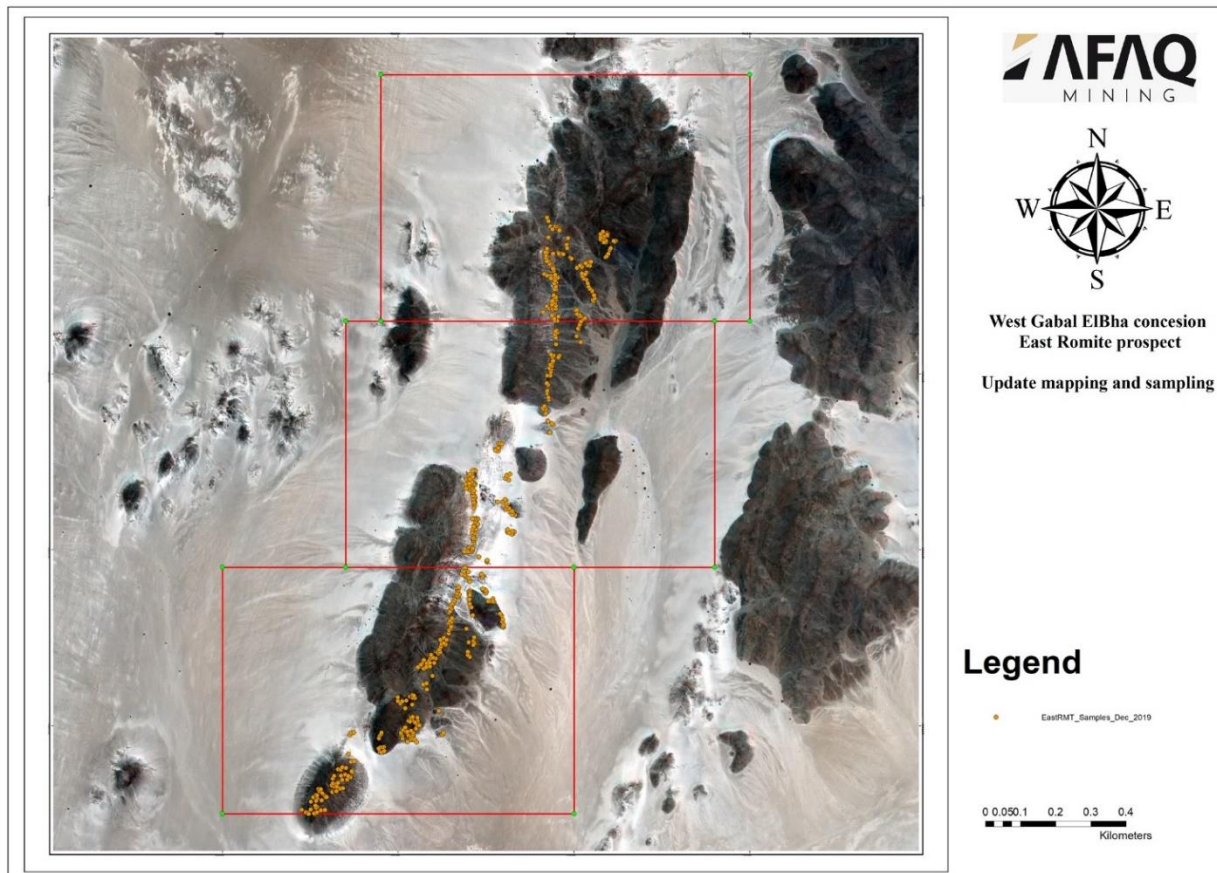 AFAQ
MINING
N
W E
S
West Gabal ElBha concesion
East Romite prospect
Update mapping and sampling
Legend
EastRMT_Samples_Dec_2019
0 0.050.1 0.2 0.3 0.4
Kilometers